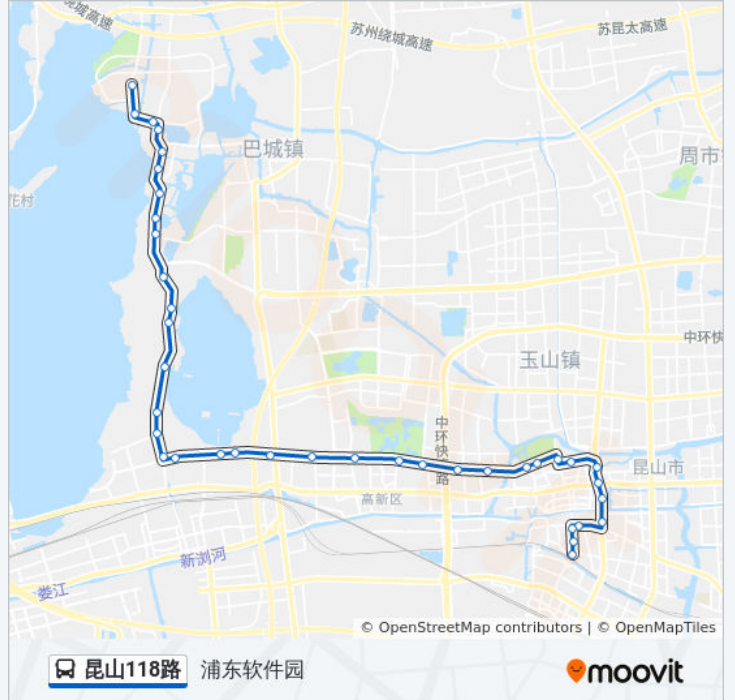 绕城高速
苏州绕城高速
苏昆太高速
巴城镇
周市
花村
中环快
玉山镇
中环快
路
昆山市
高新区
新浏河
娄江
© OpenStreetMap contributors | © OpenMapTiles
昆山118路 浦东软件园
moovit